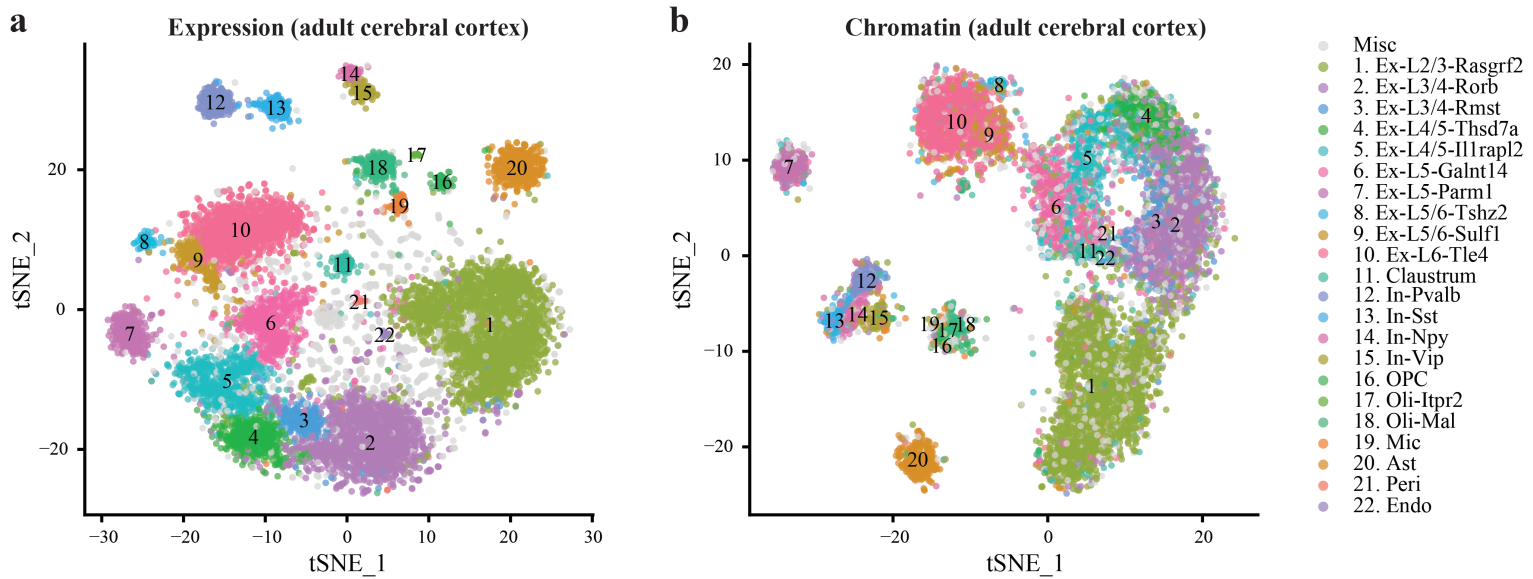 a
Expression (adult cerebral cortex)
tSNE_2
20
0
−20
−30
−20
−10
0
10
20
30
tSNE_1
14
15
12
13
17
18
16
20
19
10
8
9
11
21
22
1
7
6
5
3
4
2
b
Chromatin (adult cerebral cortex)
tSNE_2
20
10
0
−10
−20
−20
0
20
tSNE_1
8
10
9
4
7
5
6
3
2
21
11
22
12
13
14
15
19
17
18
16
1
20
Misc
1. Ex-L2/3-Rasgrf2
2. Ex-L3/4-Rorb
3. Ex-L3/4-Rmst
4. Ex-L4/5-Thsd7a
5. Ex-L4/5-Il1rapl2
6. Ex-L5-Galnt14
7. Ex-L5-Parm1
8. Ex-L5/6-Tshz2
9. Ex-L5/6-Sulf1
10. Ex-L6-Tle4
11. Claustrum
12. In-Pvalb
13. In-Sst
14. In-Npy
15. In-Vip
16. OPC
17. Oli-Itpr2
18. Oli-Mal
19. Mic
20. Ast
21. Peri
22. Endo